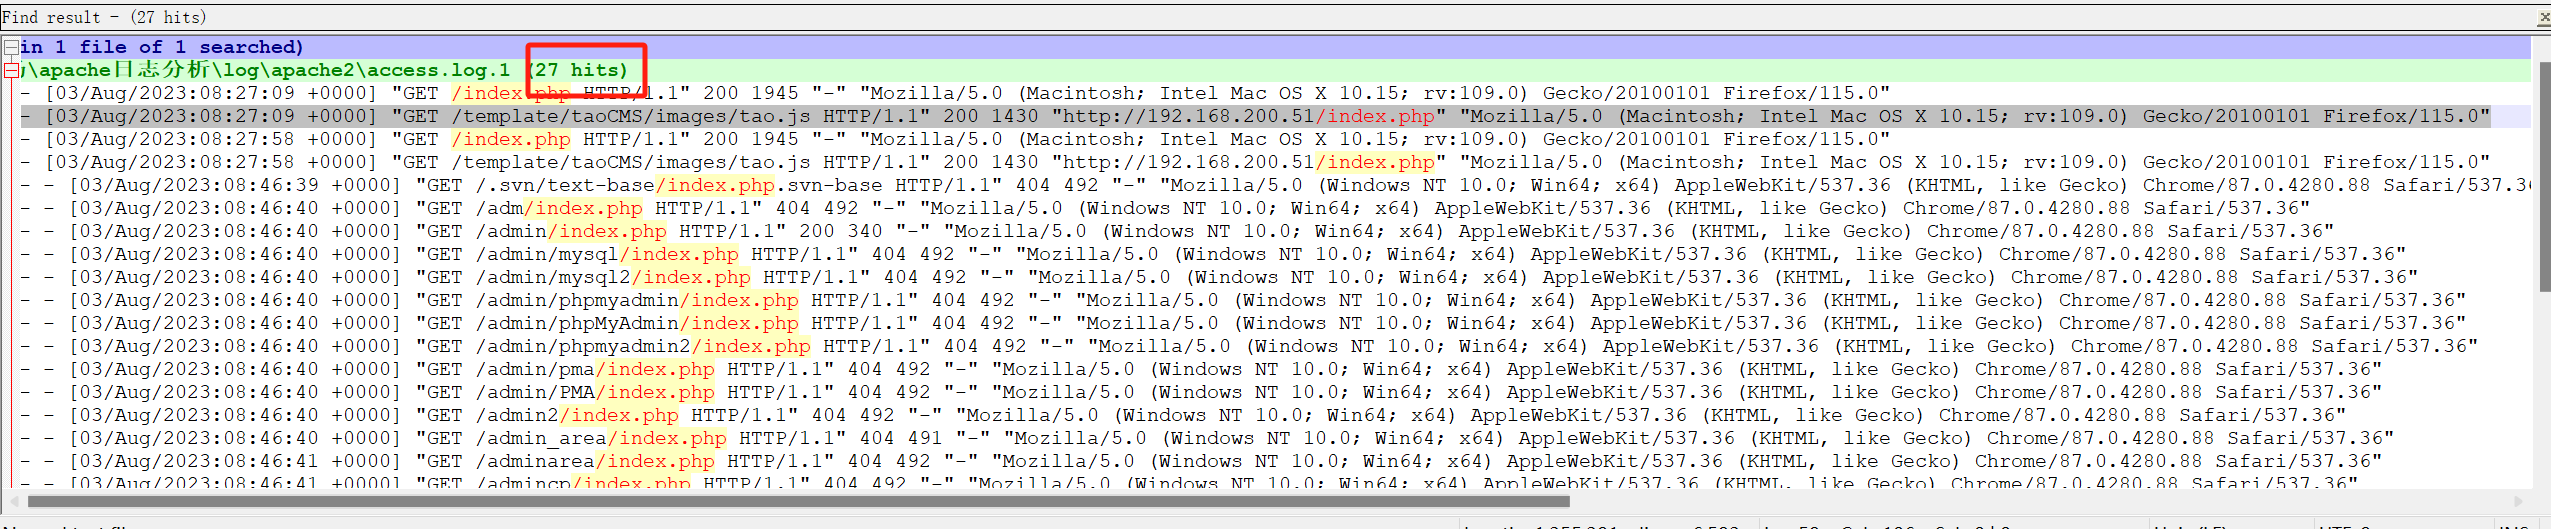 Find result - (27 hits)
in 1 file of 1 searched)
\apache日志分析\log\apache2\access.log.1 (27 hits)
- [03/Aug/2023:08:27:09 +0000] "GET /index.php HTTP/1.1" 200 1945 "-" "Mozilla/5.0 (Macintosh; Intel Mac OS X 10.15; rv:109.0) Gecko/20100101 Firefox/115.0"
- [03/Aug/2023:08:27:09 +0000] "GET /template/taoCMS/images/tao.js HTTP/1.1" 200 1430 "http://192.168.200.51/index.php" "Mozilla/5.0 (Macintosh; Intel Mac OS X 10.15; rv:109.0) Gecko/20100101 Firefox/115.0"
- [03/Aug/2023:08:27:58 +0000] "GET /index.php HTTP/1.1" 200 1945 "-" "Mozilla/5.0 (Macintosh; Intel Mac OS X 10.15; rv:109.0) Gecko/20100101 Firefox/115.0"
- [03/Aug/2023:08:27:58 +0000] "GET /template/taoCMS/images/tao.js HTTP/1.1" 200 1430 "http://192.168.200.51/index.php" "Mozilla/5.0 (Macintosh; Intel Mac OS X 10.15; rv:109.0) Gecko/20100101 Firefox/115.0"
- - [03/Aug/2023:08:46:39 +0000] "GET /.svn/text-base/index.php.svn-base HTTP/1.1" 404 492 "-" "Mozilla/5.0 (Windows NT 10.0; Win64; x64) AppleWebKit/537.36 (KHTML, like Gecko) Chrome/87.0.4280.88 Safari/537.3
- - [03/Aug/2023:08:46:40 +0000] "GET /adm/index.php HTTP/1.1" 404 492 "-" "Mozilla/5.0 (Windows NT 10.0; Win64; x64) AppleWebKit/537.36 (KHTML, like Gecko) Chrome/87.0.4280.88 Safari/537.36"
- - [03/Aug/2023:08:46:40 +0000] "GET /admin/index.php HTTP/1.1" 200 340 "-" "Mozilla/5.0 (Windows NT 10.0; Win64; x64) AppleWebKit/537.36 (KHTML, like Gecko) Chrome/87.0.4280.88 Safari/537.36"
- - [03/Aug/2023:08:46:40 +0000] "GET /admin/mysql/index.php HTTP/1.1" 404 492 "-" "Mozilla/5.0 (Windows NT 10.0; Win64; x64) AppleWebKit/537.36 (KHTML, like Gecko) Chrome/87.0.4280.88 Safari/537.36"
- - [03/Aug/2023:08:46:40 +0000] "GET /admin/mysql2/index.php HTTP/1.1" 404 492 "-" "Mozilla/5.0 (Windows NT 10.0; Win64; x64) AppleWebKit/537.36 (KHTML, like Gecko) Chrome/87.0.4280.88 Safari/537.36"
- - [03/Aug/2023:08:46:40 +0000] "GET /admin/phpmyadmin/index.php HTTP/1.1" 404 492 "-" "Mozilla/5.0 (Windows NT 10.0; Win64; x64) AppleWebKit/537.36 (KHTML, like Gecko) Chrome/87.0.4280.88 Safari/537.36"
- - [03/Aug/2023:08:46:40 +0000] "GET /admin/phpMyAdmin/index.php HTTP/1.1" 404 492 "-" "Mozilla/5.0 (Windows NT 10.0; Win64; x64) AppleWebKit/537.36 (KHTML, like Gecko) Chrome/87.0.4280.88 Safari/537.36"
- - [03/Aug/2023:08:46:40 +0000] "GET /admin/phpmyadmin2/index.php HTTP/1.1" 404 492 "-" "Mozilla/5.0 (Windows NT 10.0; Win64; x64) AppleWebKit/537.36 (KHTML, like Gecko) Chrome/87.0.4280.88 Safari/537.36"
- - [03/Aug/2023:08:46:40 +0000] "GET /admin/pma/index.php HTTP/1.1" 404 492 "-" "Mozilla/5.0 (Windows NT 10.0; Win64; x64) AppleWebKit/537.36 (KHTML, like Gecko) Chrome/87.0.4280.88 Safari/537.36"
- - [03/Aug/2023:08:46:40 +0000] "GET /admin/PMA/index.php HTTP/1.1" 404 492 "-" "Mozilla/5.0 (Windows NT 10.0; Win64; x64) AppleWebKit/537.36 (KHTML, like Gecko) Chrome/87.0.4280.88 Safari/537.36"
- - [03/Aug/2023:08:46:40 +0000] "GET /admin2/index.php HTTP/1.1" 404 492 "-" "Mozilla/5.0 (Windows NT 10.0; Win64; x64) AppleWebKit/537.36 (KHTML, like Gecko) Chrome/87.0.4280.88 Safari/537.36"
- - [03/Aug/2023:08:46:40 +0000] "GET /admin_area/index.php HTTP/1.1" 404 491 "-" "Mozilla/5.0 (Windows NT 10.0; Win64; x64) AppleWebKit/537.36 (KHTML, like Gecko) Chrome/87.0.4280.88 Safari/537.36"
- - [03/Aug/2023:08:46:41 +0000] "GET /adminarea/index.php HTTP/1.1" 404 492 "-" "Mozilla/5.0 (Windows NT 10.0; Win64; x64) AppleWebKit/537.36 (KHTML, like Gecko) Chrome/87.0.4280.88 Safari/537.36"
- - [03/Aug/2023:08:46:41 +0000] "GET /admincp/index.php HTTP/1.1" 404 492 "-" "Mozilla/5.0 (Windows NT 10.0; Win64; x64) AppleWebKit/537.36 (KHTML, like Gecko) Chrome/87.0.4280.88 Safari/537.36"